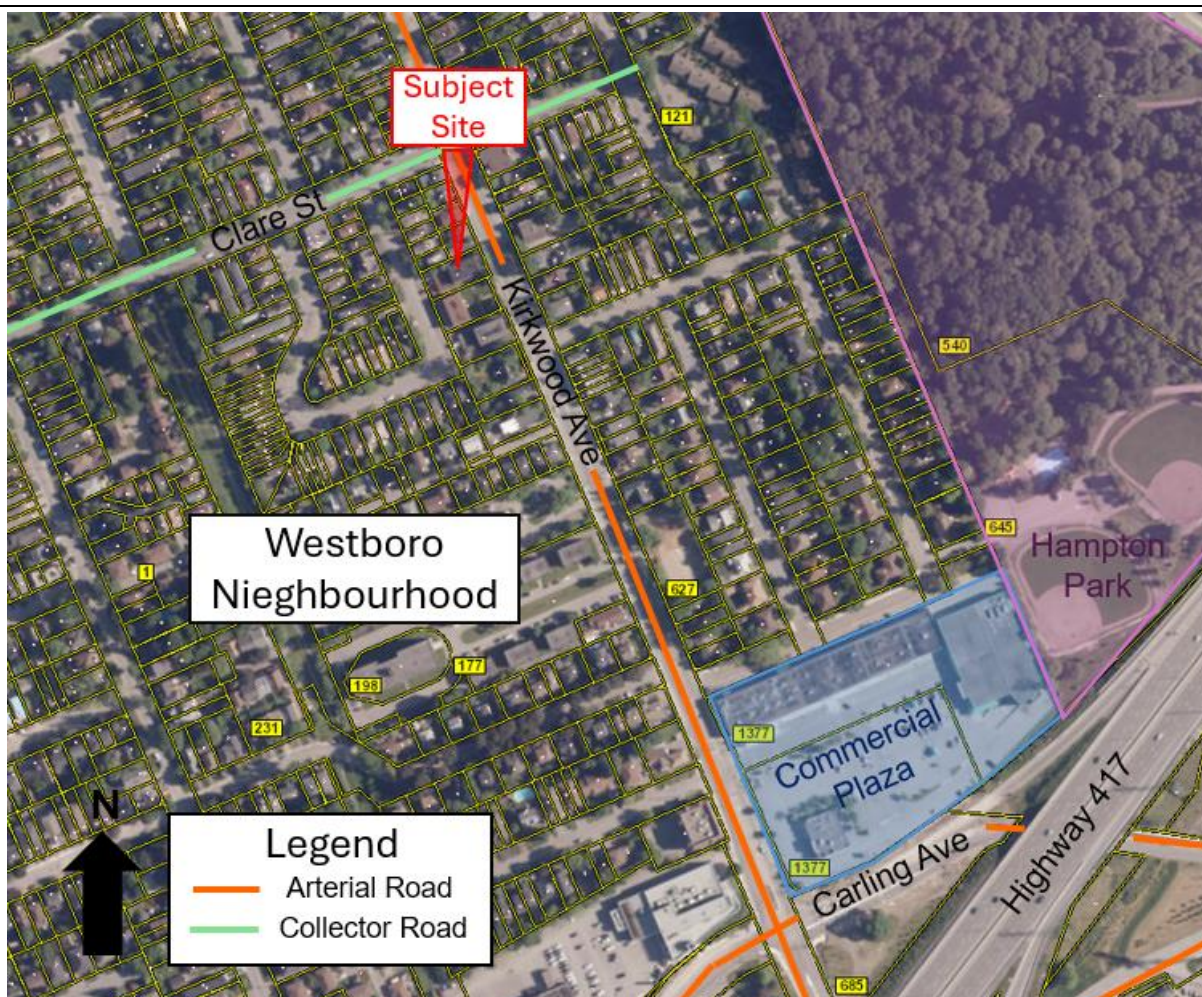 Subject
Site
121
Clare St
Kirkwood Ave
540
645
Hampton
Park
Westboro
Nieghbourhood
1
627
177
198
231
1377
Commercial
Plaza
1377
Carling Ave
Highway 417
685
N
Legend
Arterial Road
Collector Road